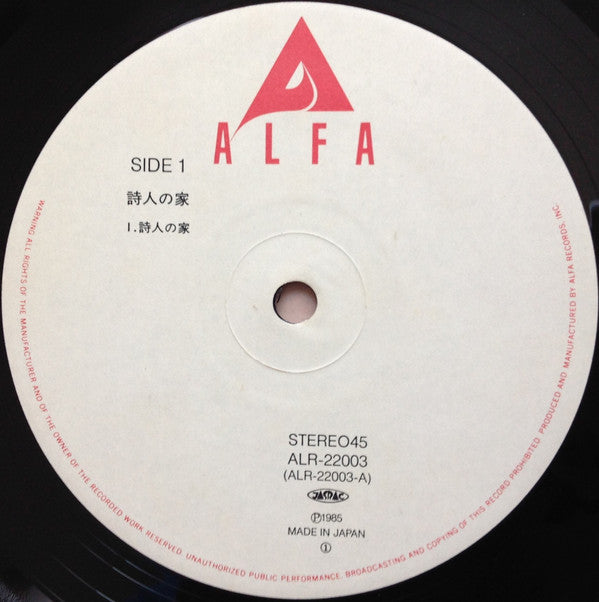 ALFA
SIDE 1
詩人の家
1.詩人の家
STEREO45
ALR-22003
(ALR-22003-A)
JASRAC
Ⓟ1985
MADE IN JAPAN
①
WARNING ALL RIGHTS OF THE MANUFACTURER AND OF THE OWNER OF THE RECORDED WORK RESERVED. UNAUTHORIZED PUBLIC PERFORMANCE. BROADCASTING AND COPYING OF THIS RECORD PROHIBITED. PRODUCED AND MANUFACTURED BY ALFA RECORDS, INC.